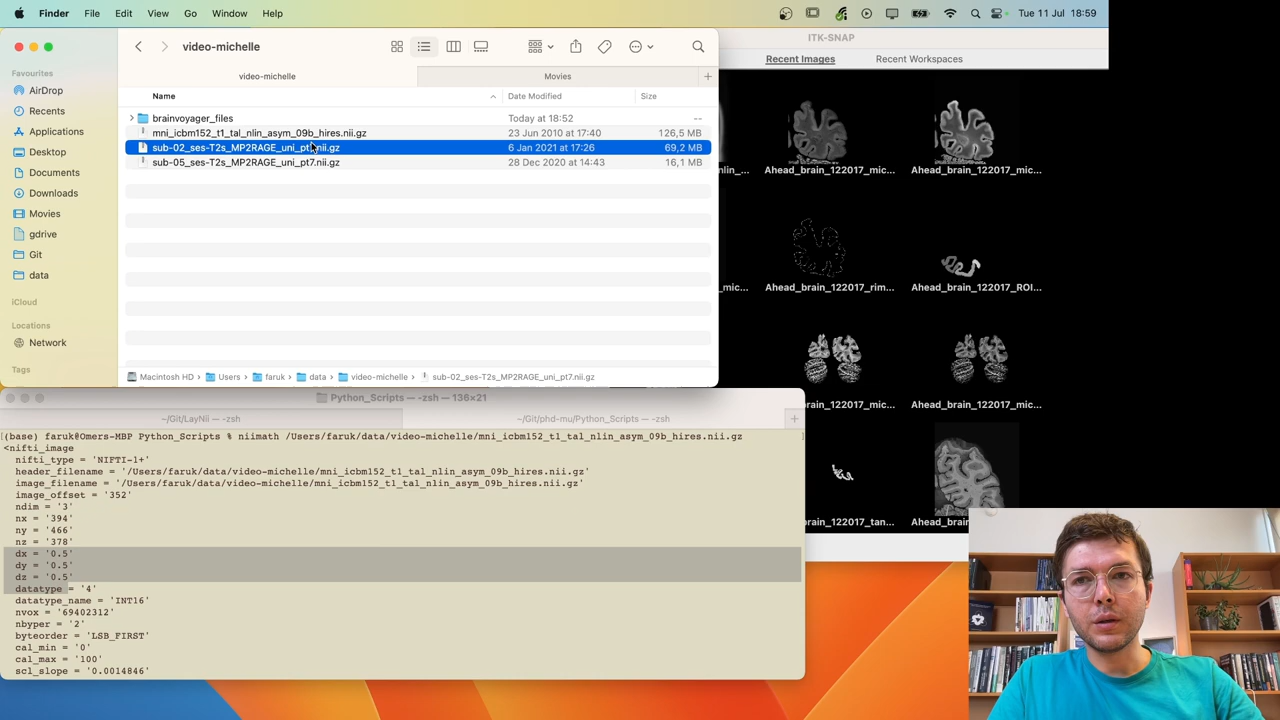 Finder File Edit View Go Window Help Tue 11 Jul 18:59
video-michelle
video-michelle Movies
Favourites
AirDrop
Recents
Applications
Desktop
Documents
Downloads
Movies
gdrive
Git
data
iCloud
Locations
Network
Tags
Name Date Modified Size
brainvoyager_files Today at 18:52 --
mni_icbm152_t1_tal_nlin_asym_09b_hires.nii.gz 23 Jun 2010 at 17:40 126,5 MB
sub-02_ses-T2s_MP2RAGE_uni_pt7.nii.gz 6 Jan 2021 at 17:26 69,2 MB
sub-05_ses-T2s_MP2RAGE_uni_pt7.nii.gz 28 Dec 2020 at 14:43 16,1 MB
Macintosh HD › Users › faruk › data › video-michelle › sub-02_ses-T2s_MP2RAGE_uni_pt7.nii.gz
ITK-SNAP
Recent Images Recent Workspaces
nlin_... Ahead_brain_122017_mic... Ahead_brain_122017_mic...
_mic... Ahead_brain_122017_rim... Ahead_brain_122017_ROI...
brain_122017_mic... Ahead_brain_122017_mic...
brain_122017_tan...
Python_Scripts — -zsh — 136×21
~/Git/LayNii — -zsh ~/Git/phd-mu/Python_Scripts — -zsh
(base) faruk@Omers-MBP Python_Scripts % niimath /Users/faruk/data/video-michelle/mni_icbm152_t1_tal_nlin_asym_09b_hires.nii.gz
<nifti_image
nifti_type = 'NIFTI-1+'
header_filename = '/Users/faruk/data/video-michelle/mni_icbm152_t1_tal_nlin_asym_09b_hires.nii.gz'
image_filename = '/Users/faruk/data/video-michelle/mni_icbm152_t1_tal_nlin_asym_09b_hires.nii.gz'
image_offset = '352'
ndim = '3'
nx = '394'
ny = '466'
nz = '378'
dx = '0.5'
dy = '0.5'
dz = '0.5'
datatype = '4'
datatype_name = 'INT16'
nvox = '69402312'
nbyper = '2'
byteorder = 'LSB_FIRST'
cal_min = '0'
cal_max = '100'
scl_slope = '0.0014846'